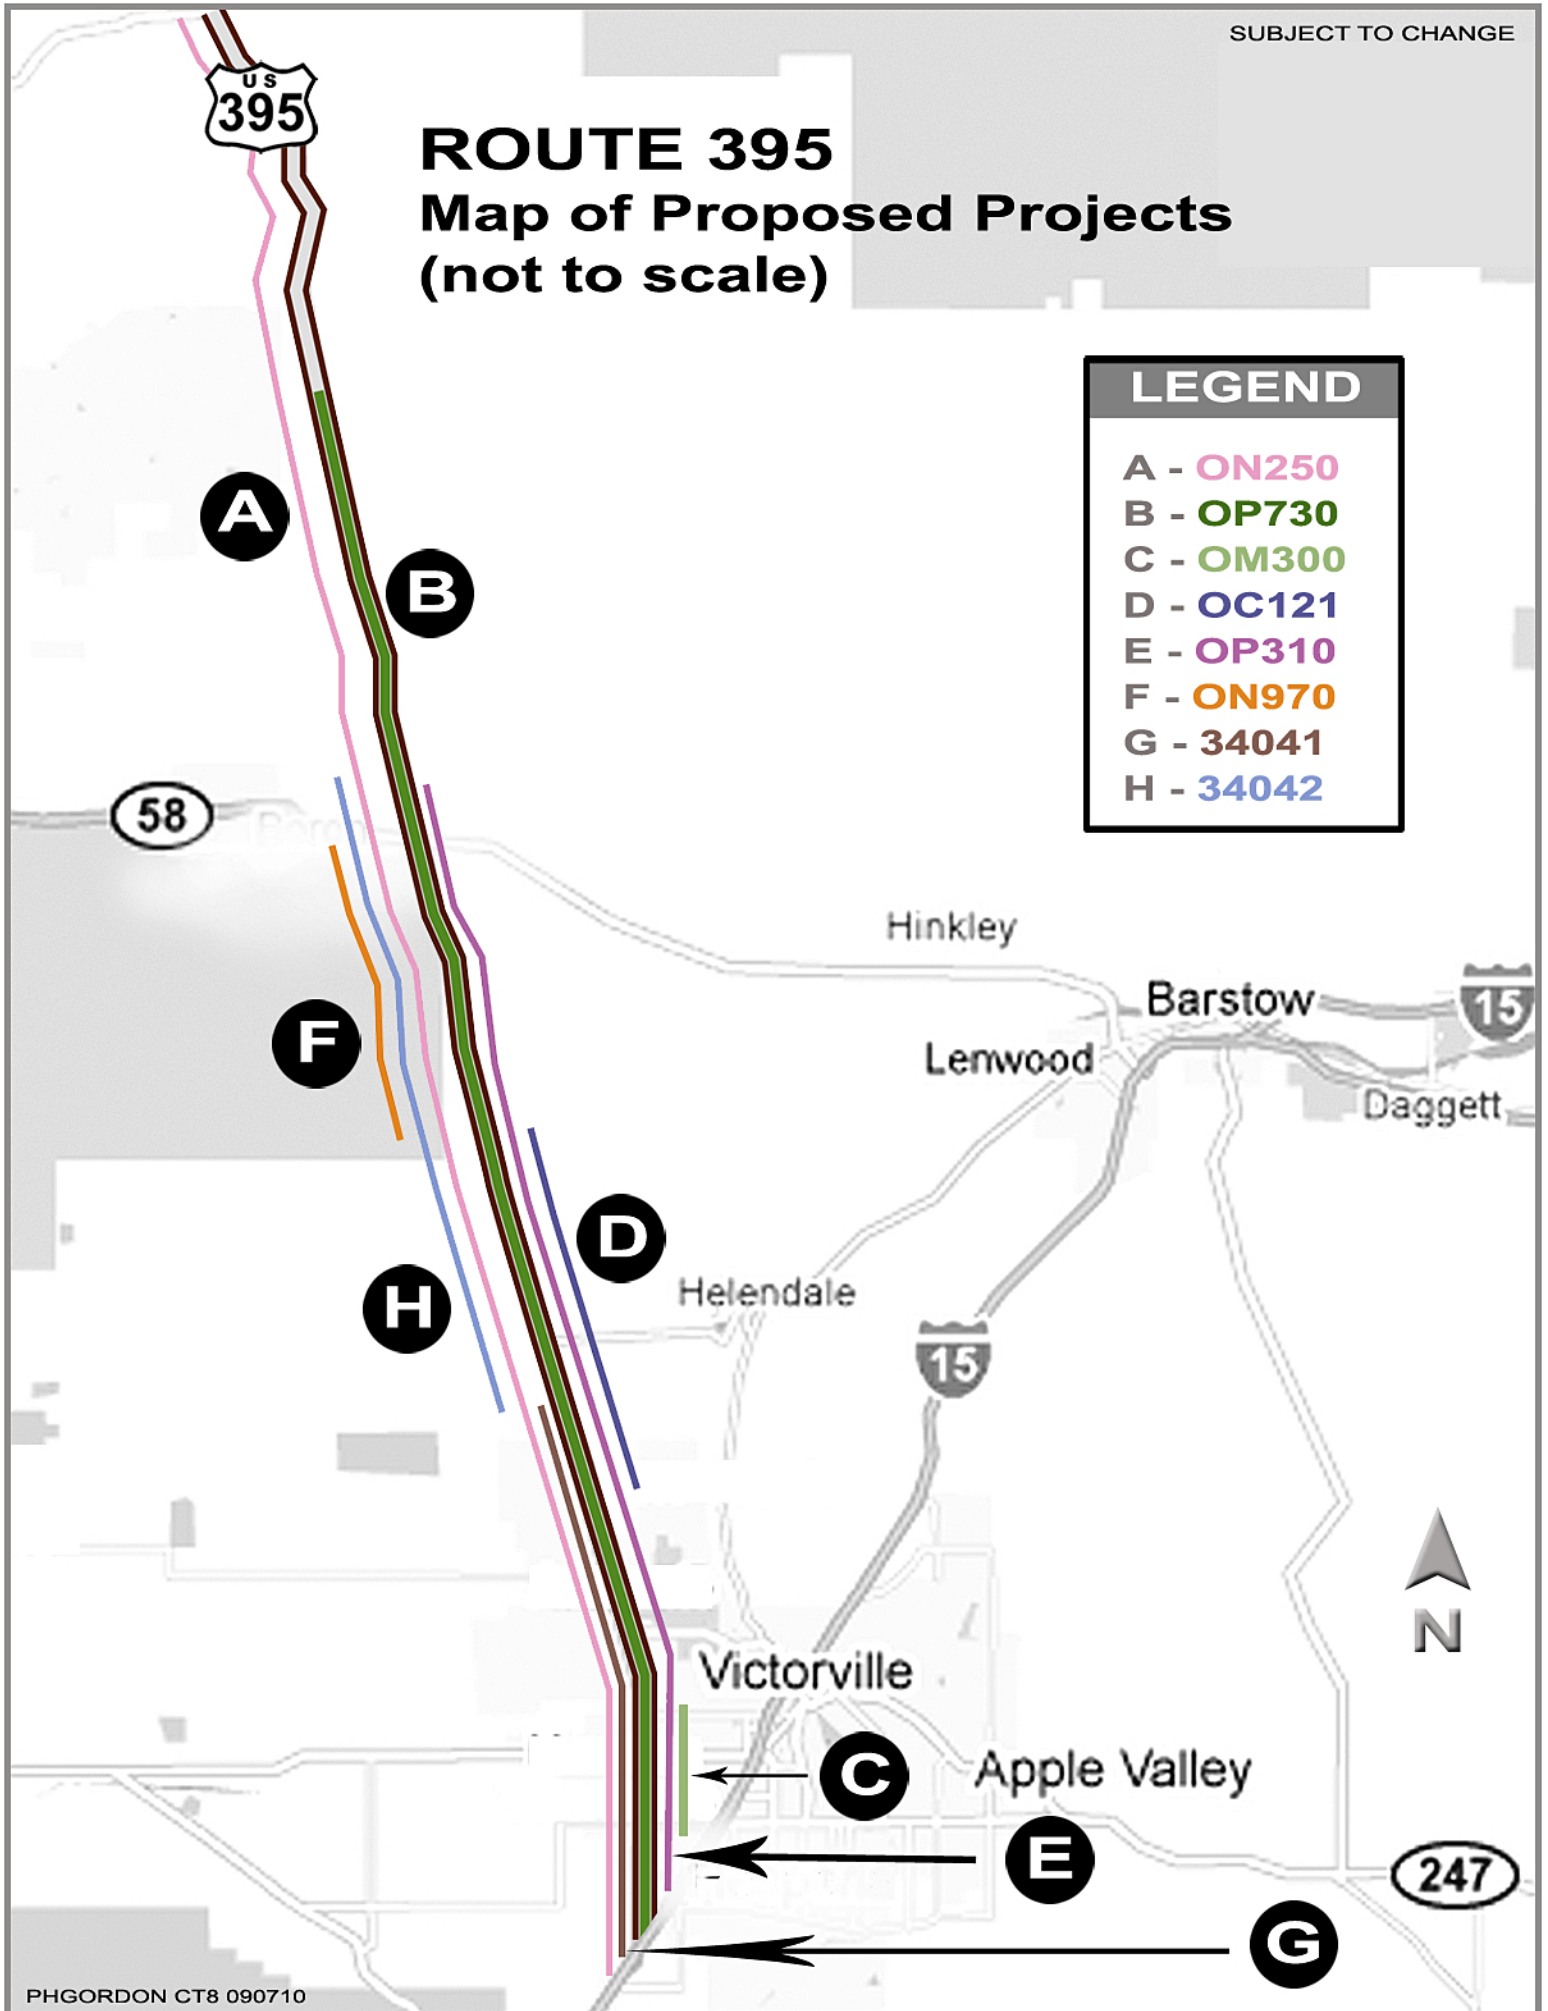 SUBJECT TO CHANGE
US
395
ROUTE 395
Map of Proposed Projects
(not to scale)
LEGEND
A - ON250
B - OP730
C - OM300
D - OC121
E - OP310
F - ON970
G - 34041
H - 34042
A
B
58
Hinkley
Barstow
15
Lenwood
Daggett
F
D
H
Helendale
15
N
Victorville
C
Apple Valley
E
247
G
PHGORDON CT8 090710